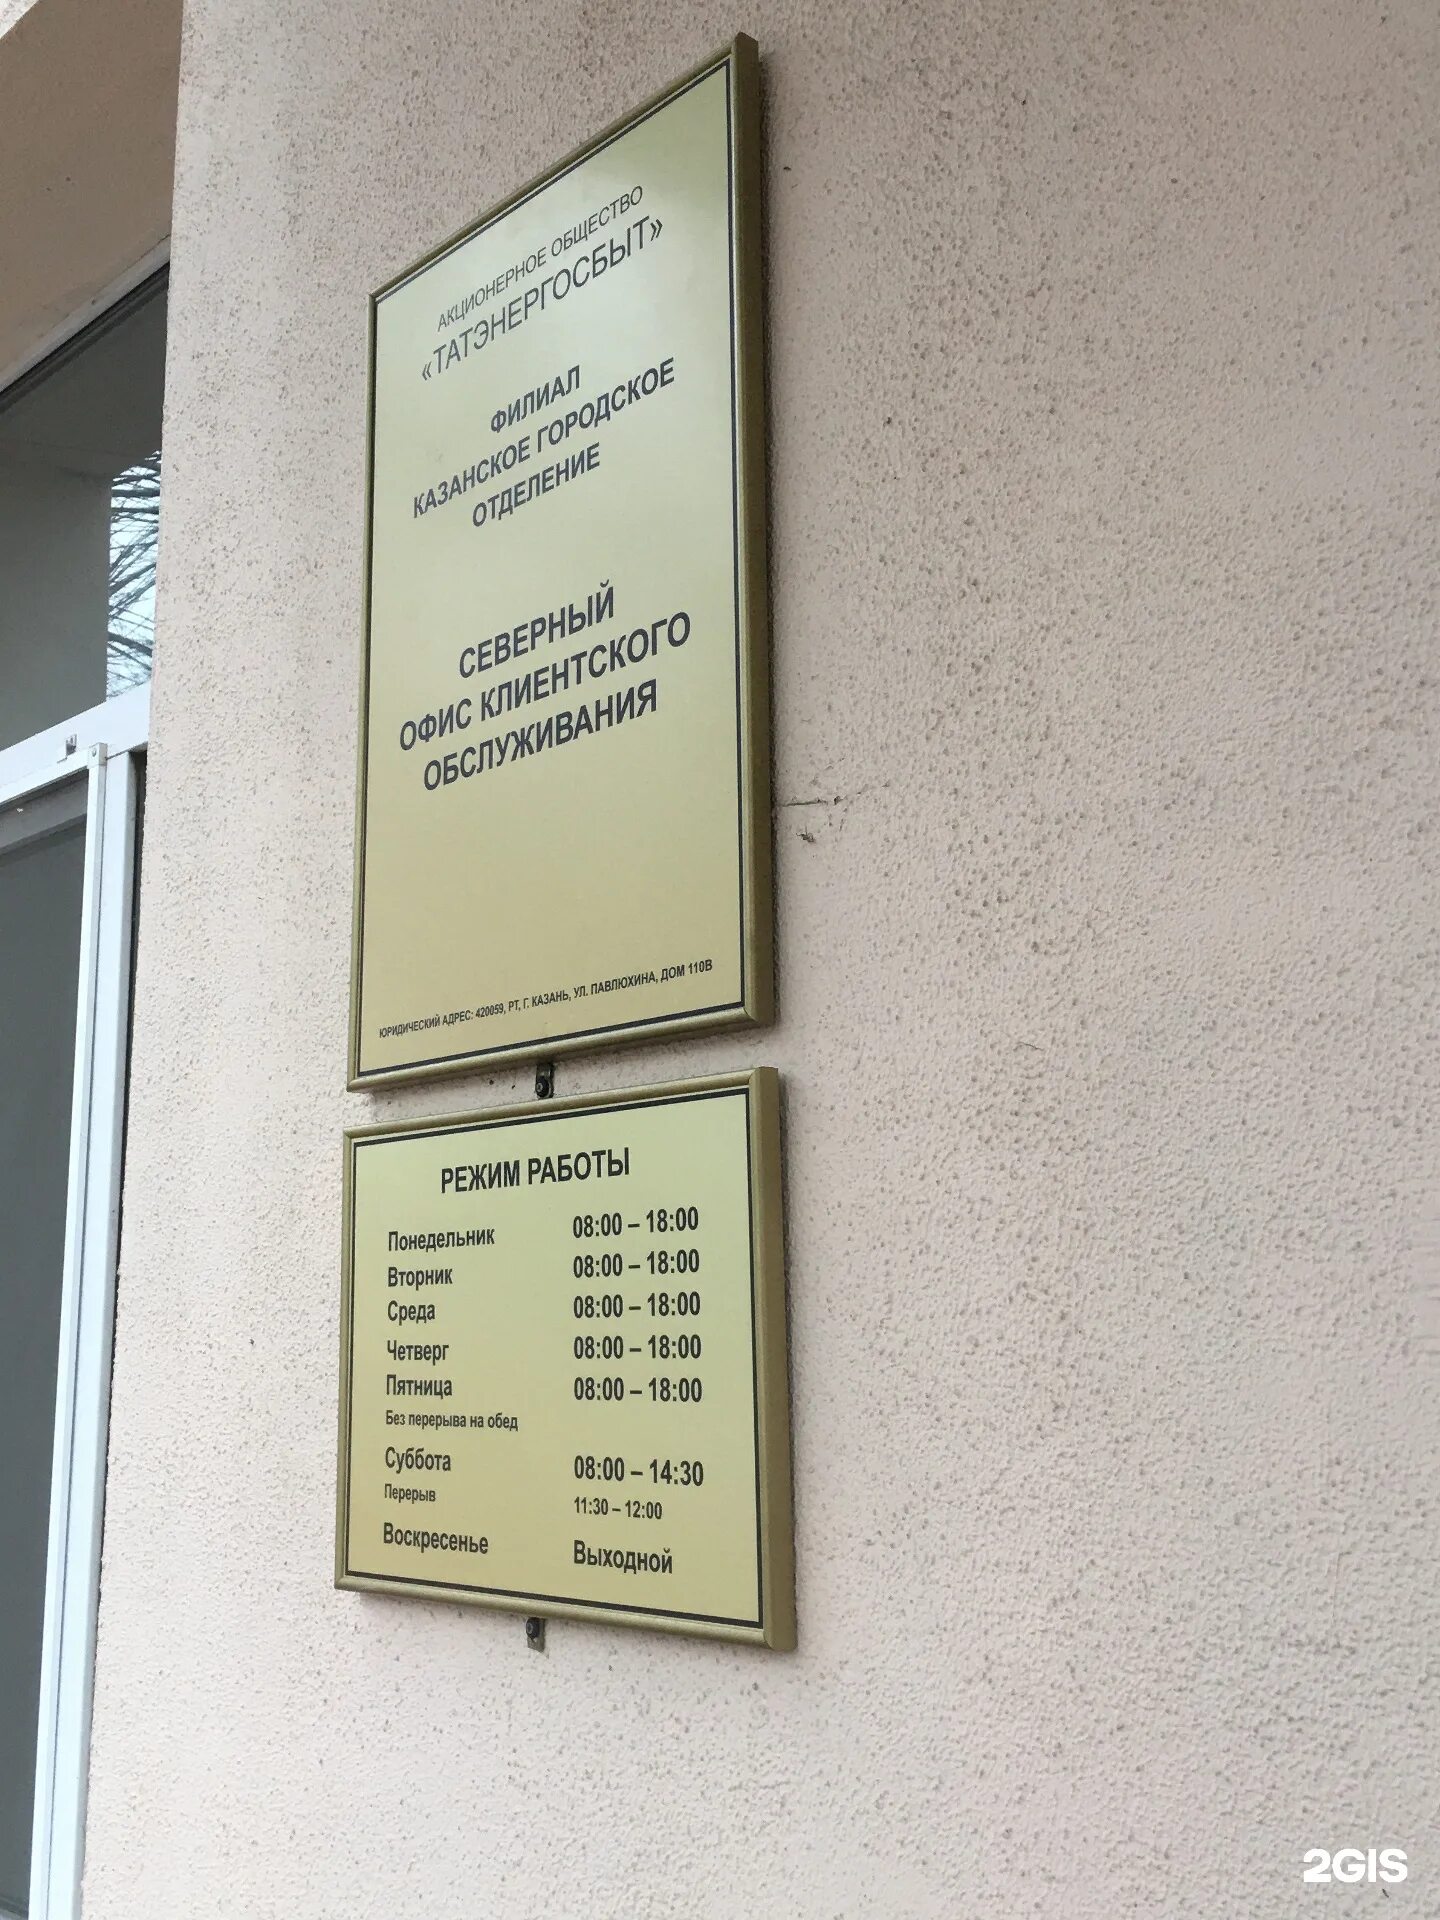 АКЦИОНЕРНОЕ ОБЩЕСТВО
«ТАТЭНЕРГОСБЫТ»
ФИЛИАЛ
КАЗАНСКОЕ ГОРОДСКОЕ
ОТДЕЛЕНИЕ
СЕВЕРНЫЙ
ОФИС КЛИЕНТСКОГО
ОБСЛУЖИВАНИЯ
ЮРИДИЧЕСКИЙ АДРЕС: 420059, РТ, Г. КАЗАНЬ, УЛ. ПАВЛЮХИНА, ДОМ 110В
РЕЖИМ РАБОТЫ
Понедельник 08:00 – 18:00
Вторник 08:00 – 18:00
Среда 08:00 – 18:00
Четверг 08:00 – 18:00
Пятница 08:00 – 18:00
Без перерыва на обед
Суббота 08:00 – 14:30
Перерыв 11:30 – 12:00
Воскресенье Выходной
2GIS